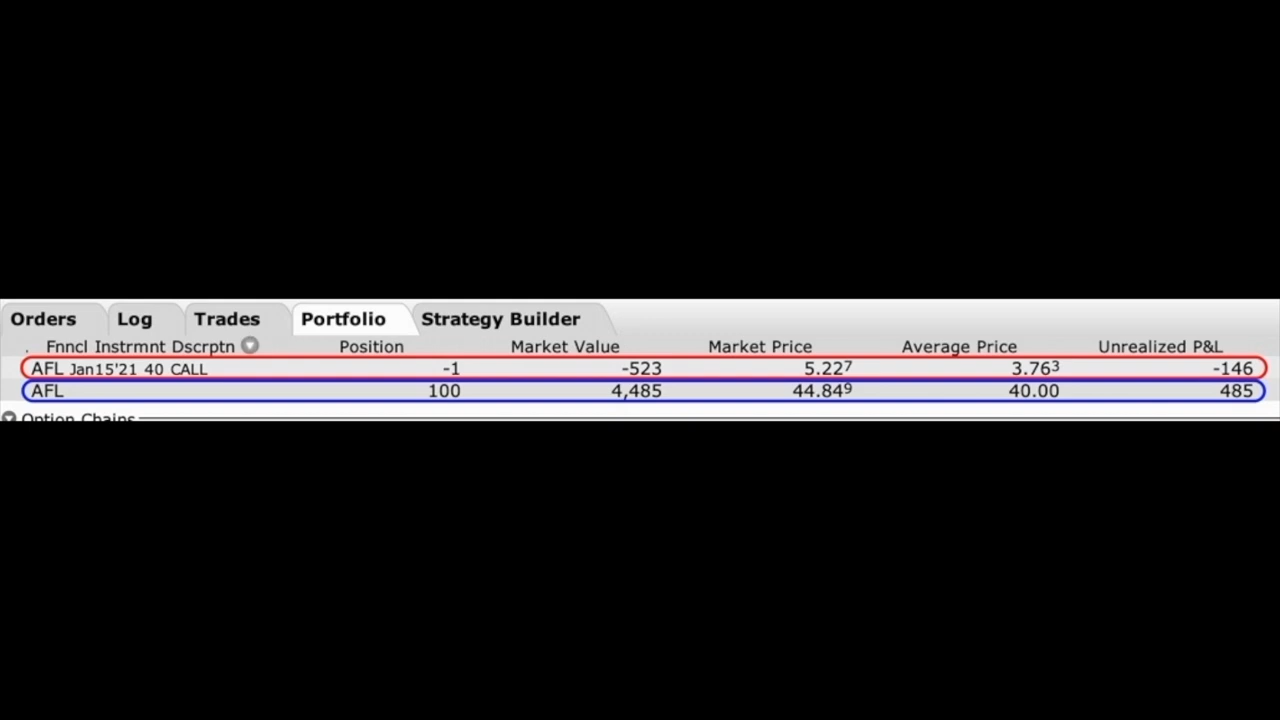 Orders Log Trades Portfolio Strategy Builder
. Fnncl Instrmnt Dscrptn Position Market Value Market Price Average Price Unrealized P&L
AFL Jan15'21 40 CALL -1 -523 5.227 3.763 -146
AFL 100 4,485 44.849 40.00 485
Option Chains